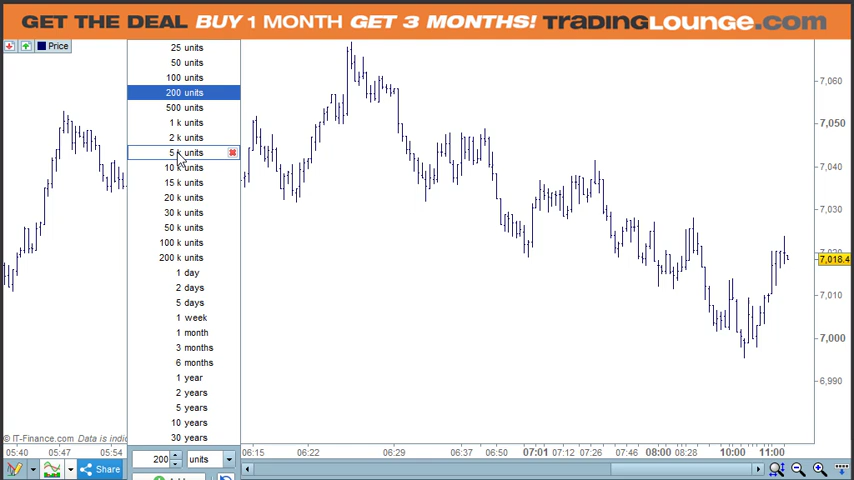 GET THE DEAL BUY 1 MONTH GET 3 MONTHS! TRADINGLOUNGE.com
Price
25 units
50 units
100 units
200 units
500 units
1 k units
2 k units
5 k units
10 k units
15 k units
20 k units
30 k units
50 k units
100 k units
200 k units
1 day
2 days
5 days
1 week
1 month
3 months
6 months
1 year
2 years
5 years
10 years
30 years
200 units
7,060
7,050
7,040
7,030
7,018.4
7,010
7,000
6,990
© IT-Finance.com Data is indic
05:40 05:47 05:54 06:15 06:22 06:29 06:37 06:50 07:01 07:12 07:26 07:41 08:00 08:28 10:00 11:00
Share